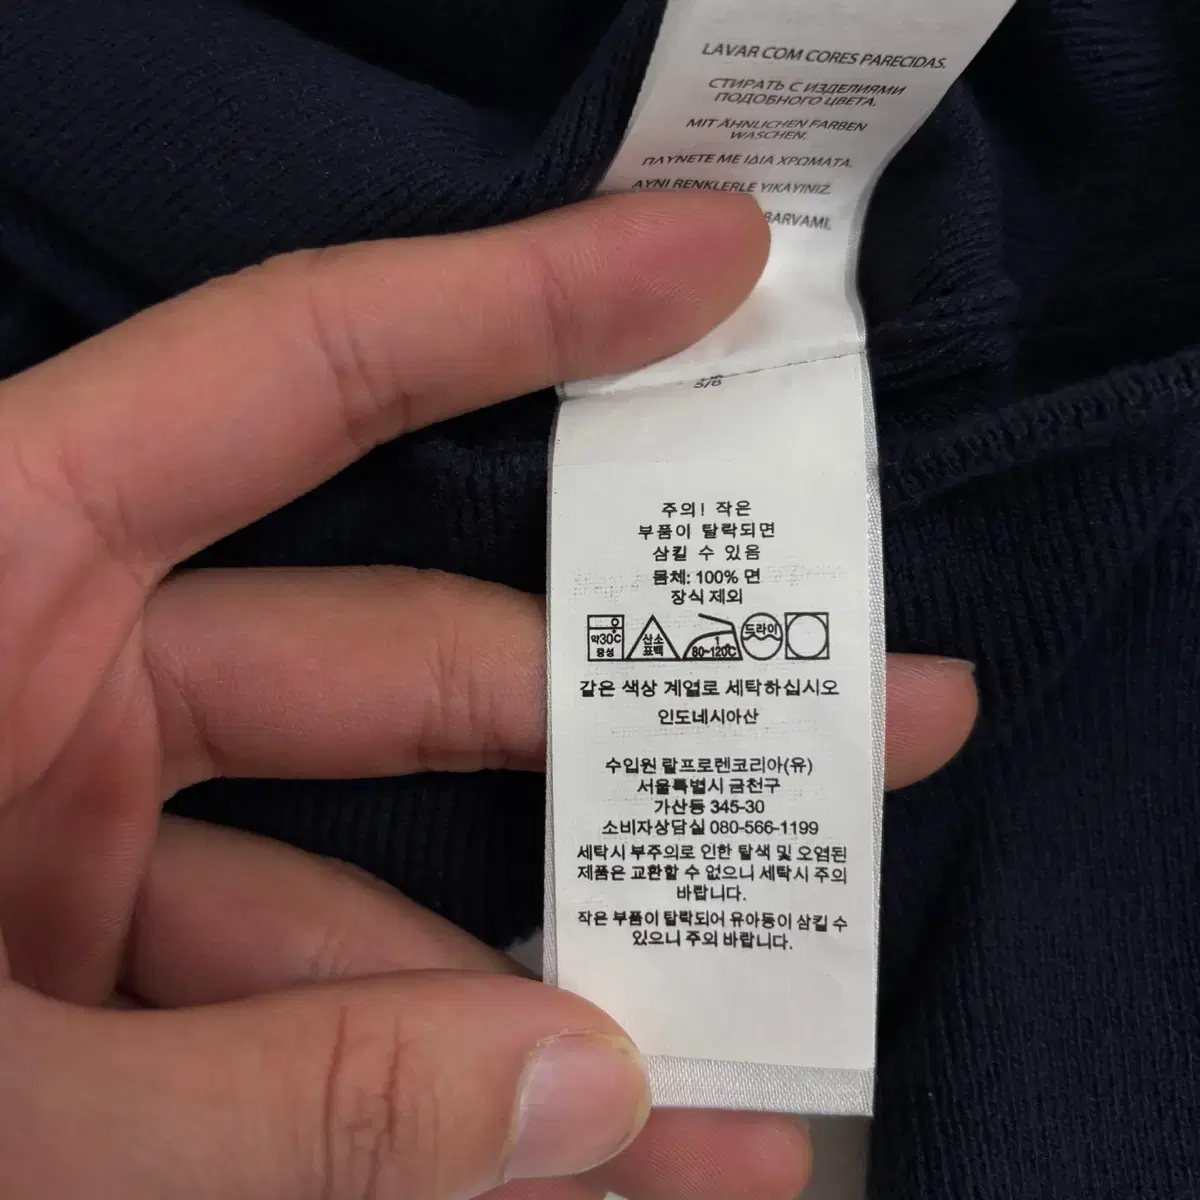 LAVAR COM CORES PARECIDAS.
СТИРАТЬ С ИЗДЕЛИЯМИ
ПОДОБНОГО ЦВЕТА.
MIT ÄHNLICHEN FARBEN
WASCHEN.
ΠΛΥΝΕΤΕ ΜΕ ΙΔΙΑ ΧΡΩΜΑΤΑ.
AYNI RENKLERLE YIKAYINIZ.
BARVAMI.
5/6
주의! 작은
부품이 탈락되면
삼킬 수 있음
몸체: 100% 면
장식 제외
약30℃ 중성
산소 표백
1 80~120℃
드라이
같은 색상 계열로 세탁하십시오
인도네시아산
수입원 랄프로렌코리아(유)
서울특별시 금천구
가산동 345-30
소비자상담실 080-566-1199
세탁시 부주의로 인한 탈색 및 오염된
제품은 교환할 수 없으니 세탁시 주의
바랍니다.
작은 부품이 탈락되어 유아동이 삼킬 수
있으니 주의 바랍니다.